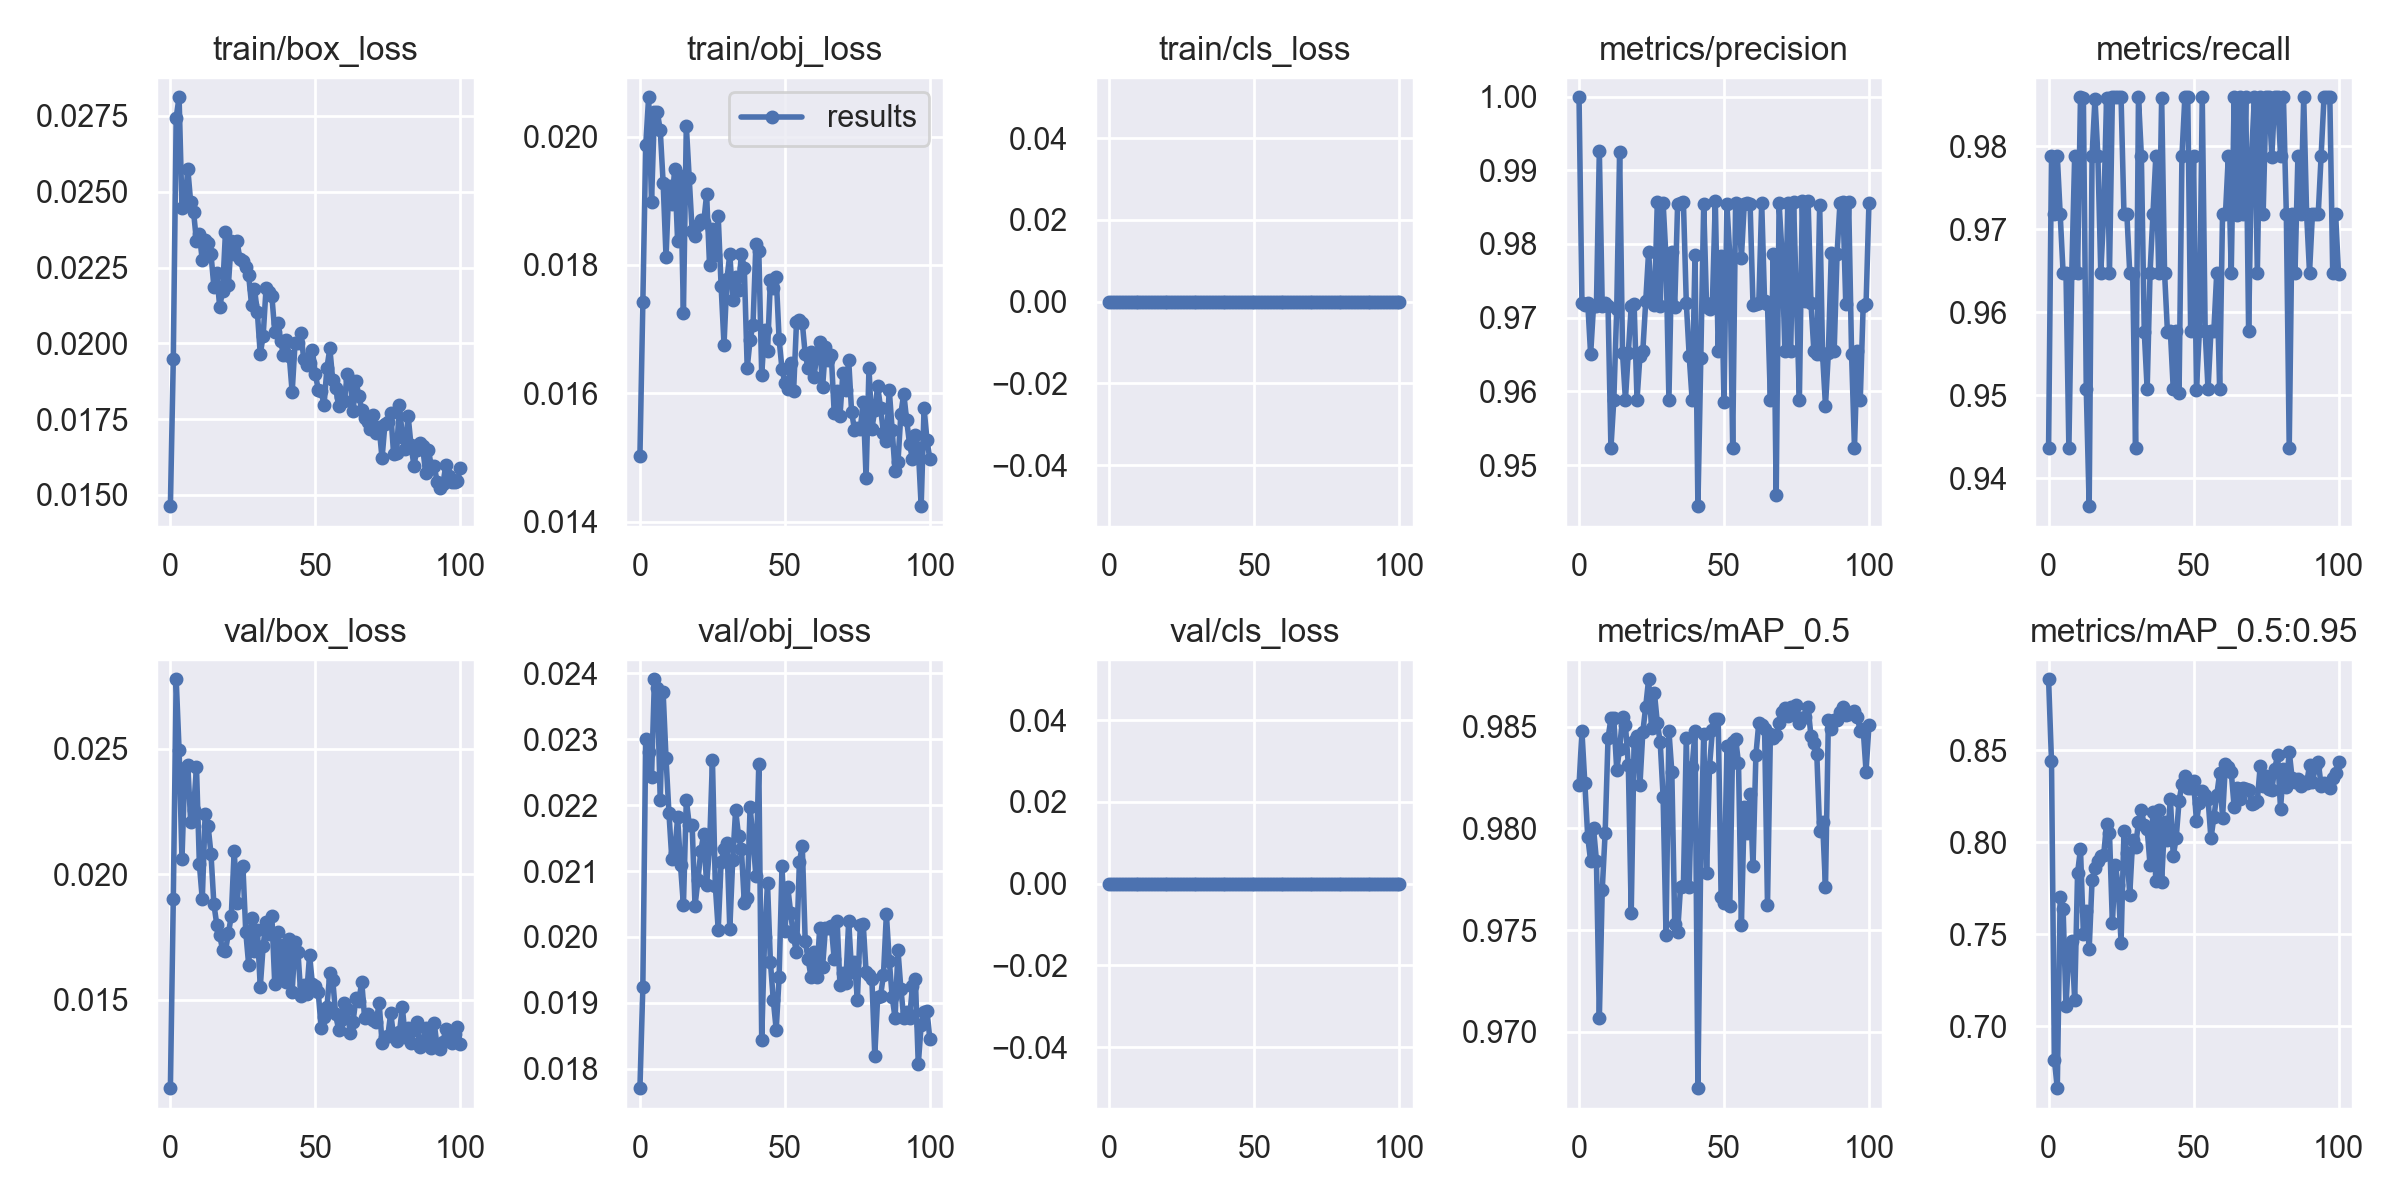 train/box_loss
0.0275
0.0250
0.0225
0.0200
0.0175
0.0150
0 50 100
train/obj_loss
results
0.020
0.018
0.016
0.014
0 50 100
train/cls_loss
0.04
0.02
0.00
−0.02
−0.04
0 50 100
metrics/precision
1.00
0.99
0.98
0.97
0.96
0.95
0 50 100
metrics/recall
0.98
0.97
0.96
0.95
0.94
0 50 100
val/box_loss
0.025
0.020
0.015
0 50 100
val/obj_loss
0.024
0.023
0.022
0.021
0.020
0.019
0.018
0 50 100
val/cls_loss
0.04
0.02
0.00
−0.02
−0.04
0 50 100
metrics/mAP_0.5
0.985
0.980
0.975
0.970
0 50 100
metrics/mAP_0.5:0.95
0.85
0.80
0.75
0.70
0 50 100